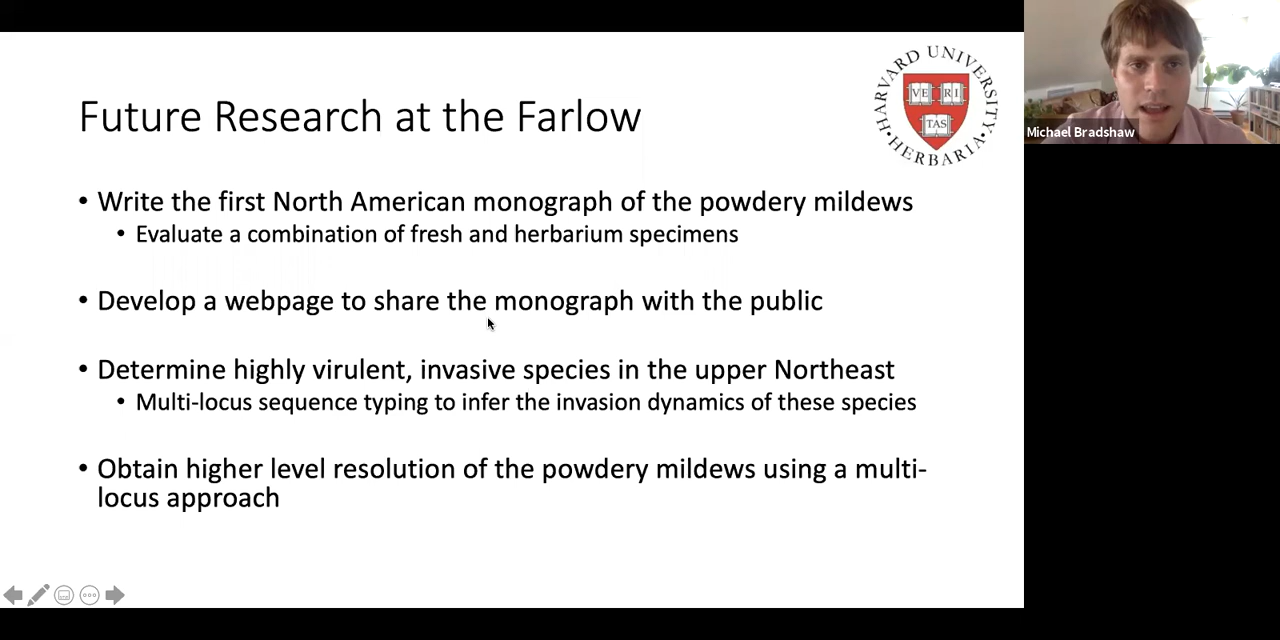 Future Research at the Farlow
HARVARD UNIVERSITY
VE RI
TAS
HERBARIA
Michael Bradshaw
• Write the first North American monograph of the powdery mildews
• Evaluate a combination of fresh and herbarium specimens
• Develop a webpage to share the monograph with the public
• Determine highly virulent, invasive species in the upper Northeast
• Multi-locus sequence typing to infer the invasion dynamics of these species
• Obtain higher level resolution of the powdery mildews using a multi-
locus approach